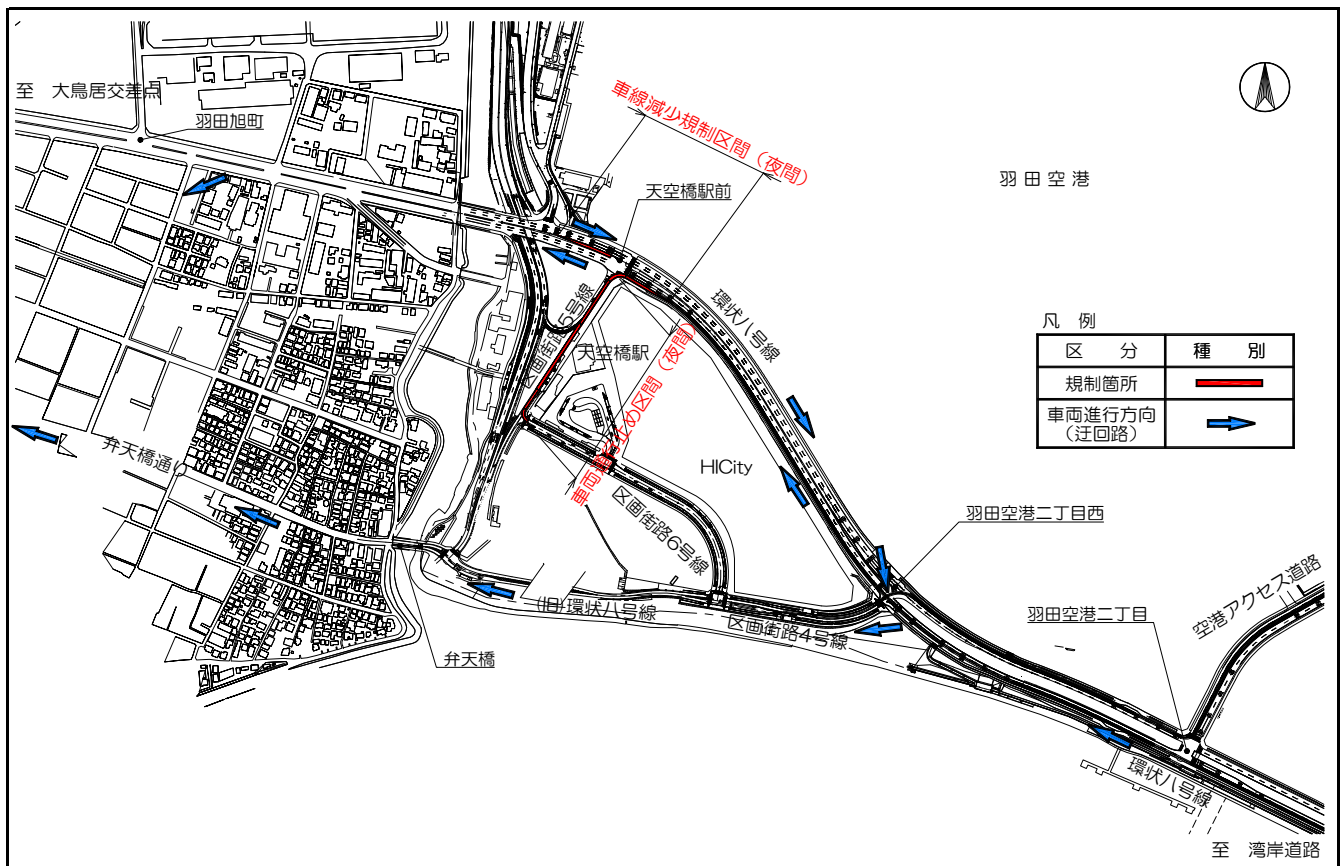 至　大鳥居交差点
羽田旭町
車線減少規制区間（夜間）
天空橋駅前
羽田空港
環状八号線
区画街路5号線
天空橋駅
車両通行止め区間（夜間）
HICity
凡　例
区　　分
種　　別
規制箇所
車両進行方向
（迂回路）
弁天橋通り
区画街路6号線
羽田空港二丁目西
(旧)環状八号線
区画街路4号線
羽田空港二丁目
空港アクセス道路
弁天橋
環状八号線
至　湾岸道路